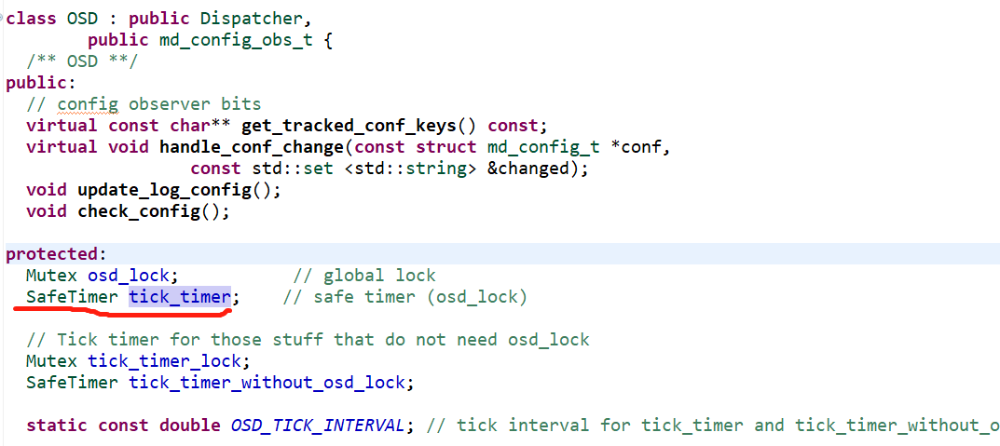 class OSD : public Dispatcher,
        public md_config_obs_t {
  /** OSD **/
public:
  // config observer bits
  virtual const char** get_tracked_conf_keys() const;
  virtual void handle_conf_change(const struct md_config_t *conf,
                  const std::set <std::string> &changed);
  void update_log_config();
  void check_config();
protected:
  Mutex osd_lock;           // global lock
  SafeTimer tick_timer;    // safe timer (osd_lock)
  // Tick timer for those stuff that do not need osd_lock
  Mutex tick_timer_lock;
  SafeTimer tick_timer_without_osd_lock;
  static const double OSD_TICK_INTERVAL; // tick interval for tick_timer and tick_timer_without_o